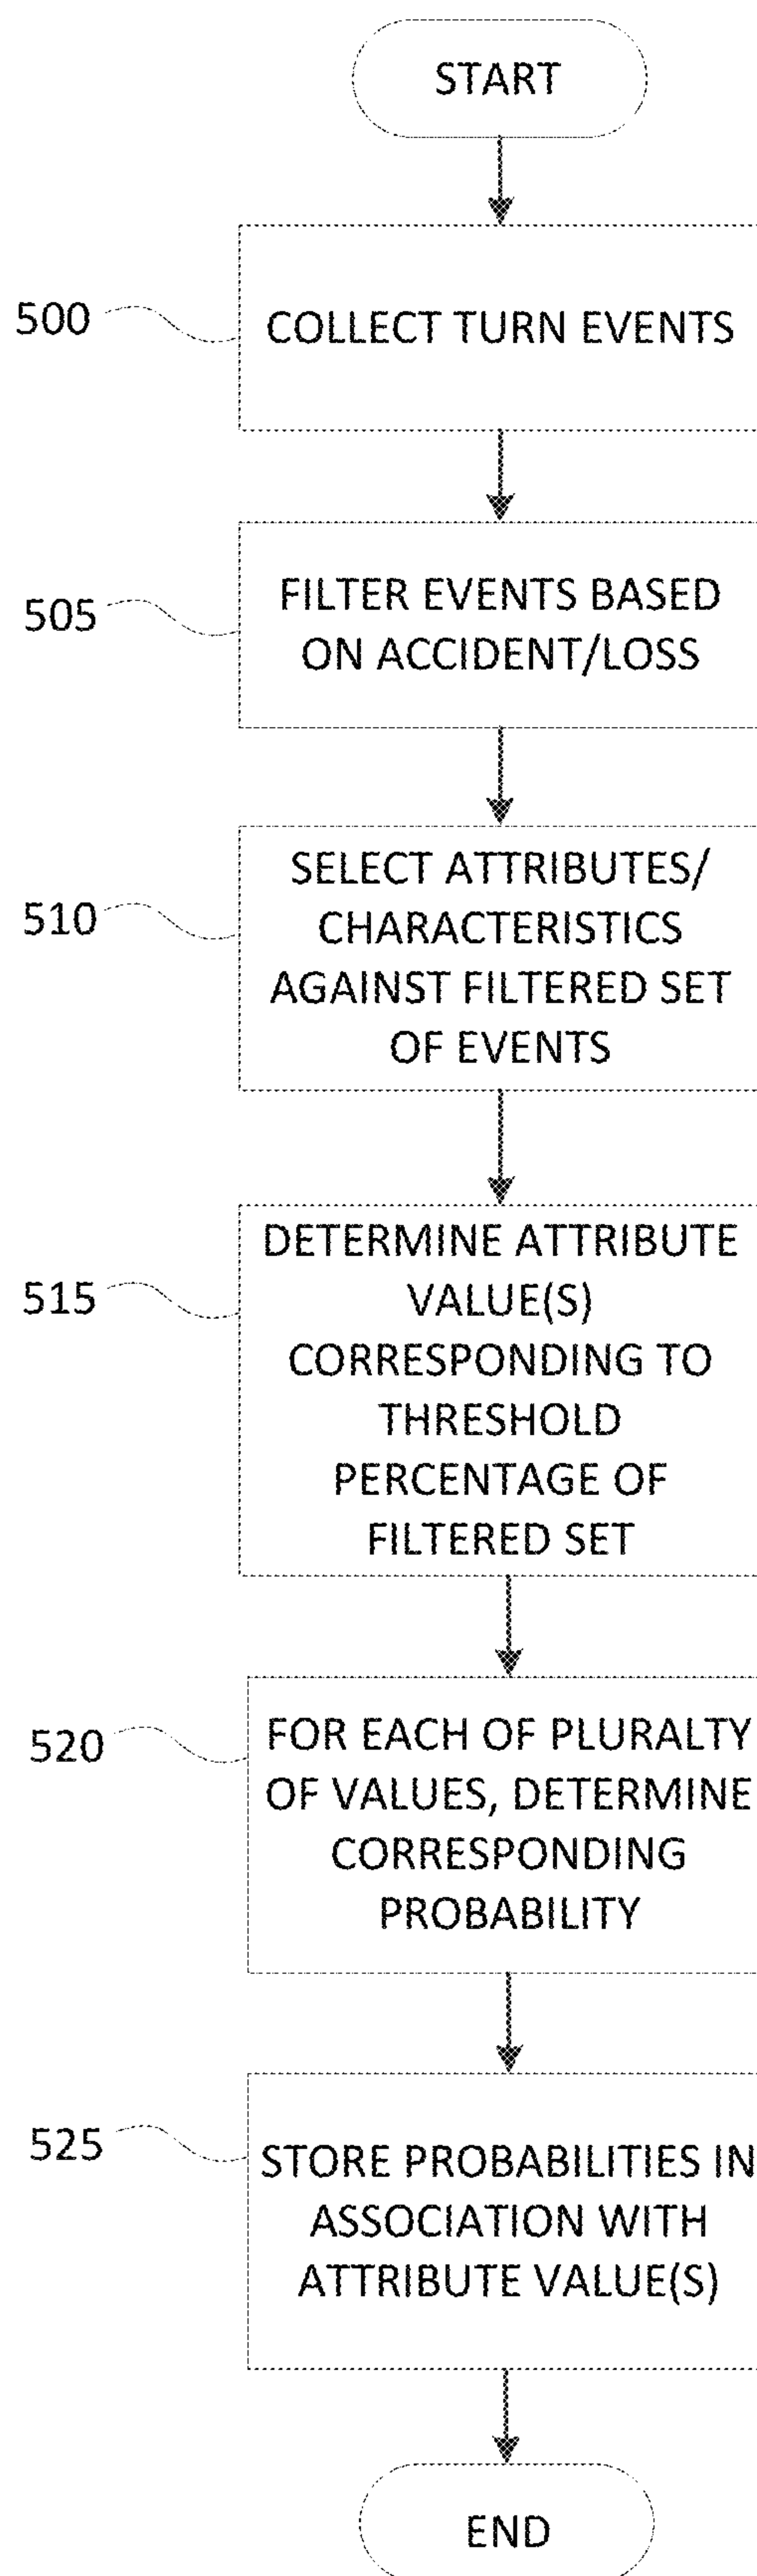 START
500
COLLECT TURN EVENTS
505
FILTER EVENTS BASED
ON ACCIDENT/LOSS
510
SELECT ATTRIBUTES/
CHARACTERISTICS
AGAINST FILTERED SET
OF EVENTS
515
DETERMINE ATTRIBUTE
VALUE(S)
CORRESPONDING TO
THRESHOLD
PERCENTAGE OF
FILTERED SET
520
FOR EACH OF PLURALTY
OF VALUES, DETERMINE
CORRESPONDING
PROBABILITY
525
STORE PROBABILITIES IN
ASSOCIATION WITH
ATTRIBUTE VALUE(S)
END